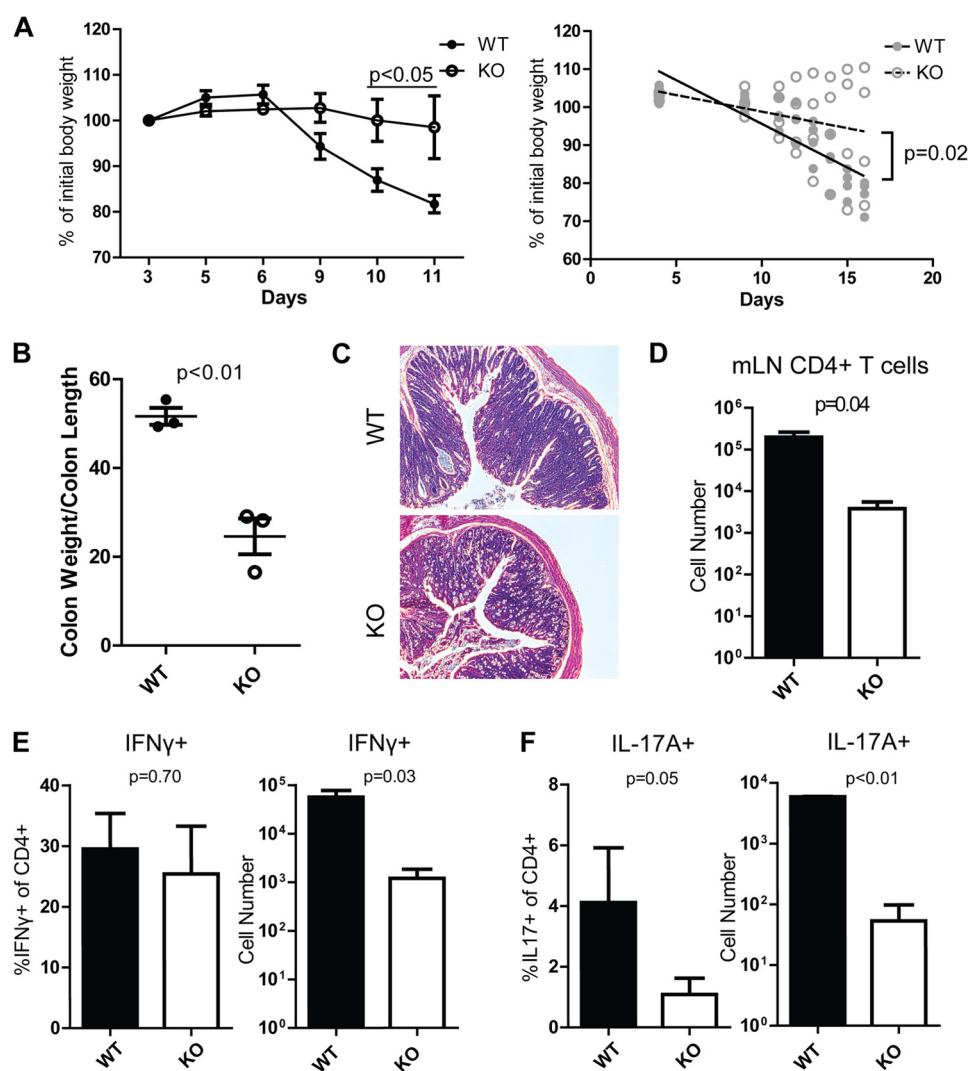 A
% of initial body weight
120
110
100
90
80
70
3
5
6
9
10
11
Days
WT
KO
p<0.05
% of initial body weight
120
100
80
60
0
5
10
15
20
Days
WT
KO
p=0.02
B
Colon Weight/Colon Length
60
40
20
0
p<0.01
WT
KO
C
WT
KO
D
mLN CD4+ T cells
p=0.04
Cell Number
10⁶
10⁵
10⁴
10³
10²
10¹
10⁰
WT
KO
E
IFNγ+
p=0.70
%IFNγ+ of CD4+
40
30
20
10
0
WT
KO
IFNγ+
p=0.03
Cell Number
10⁵
10⁴
10³
10²
10¹
10⁰
WT
KO
F
IL-17A+
p=0.05
%IL17+ of CD4+
8
6
4
2
0
WT
KO
IL-17A+
p<0.01
Cell Number
10⁴
10³
10²
10¹
10⁰
WT
KO